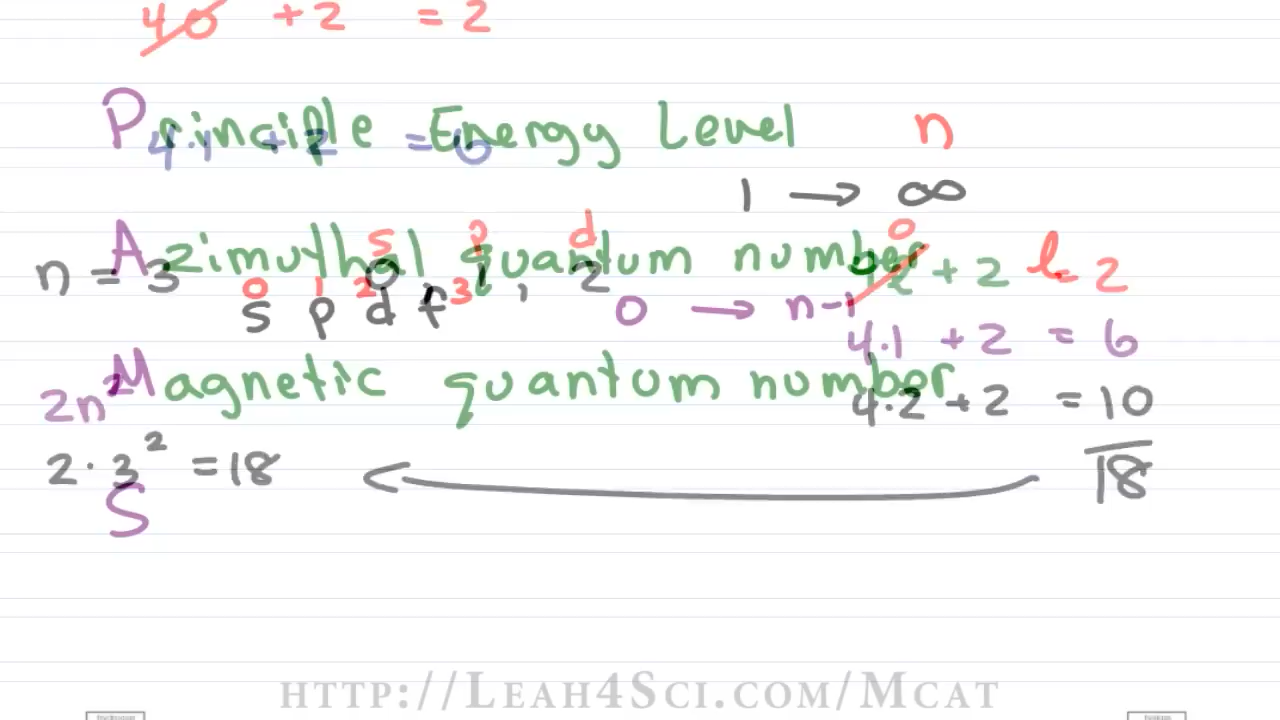 4·0 + 2 = 2
Principle Energy Level n
4·1 + 2 = 6
1 → ∞
s p d
Azimuthal quantum number
n = 3 0, 1, 2
0 + 2 l = 2
0 1 2 3
s p d f 0 → n-1
4·1 + 2 = 6
Magnetic quantum number
2n²
4·2 + 2 = 10
2·3² = 18
18
S
HTTP://LEAH4SCI.COM/MCAT